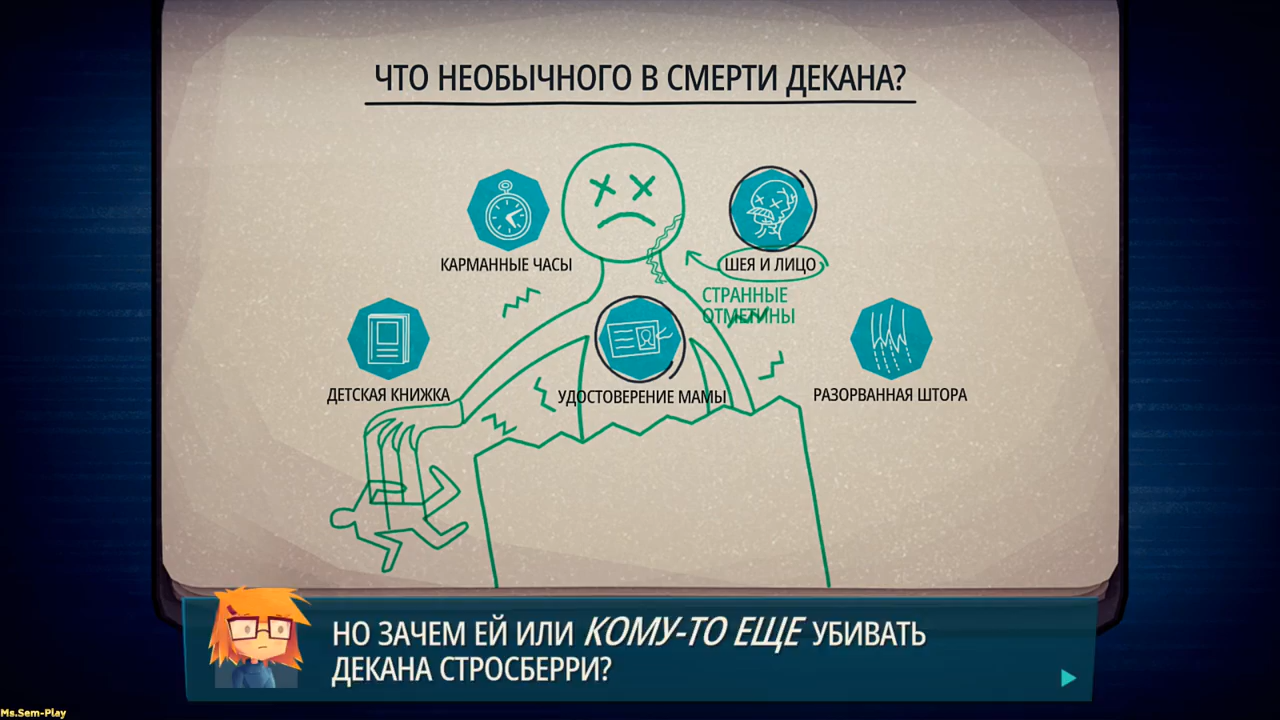 ЧТО НЕОБЫЧНОГО В СМЕРТИ ДЕКАНА?
КАРМАННЫЕ ЧАСЫ
ШЕЯ И ЛИЦО
СТРАННЫЕ
ОТМЕТИНЫ
ДЕТСКАЯ КНИЖКА
УДОСТОВЕРЕНИЕ МАМЫ
РАЗОРВАННАЯ ШТОРА
НО ЗАЧЕМ ЕЙ ИЛИ КОМУ-ТО ЕЩЕ УБИВАТЬ
ДЕКАНА СТРОСБЕРРИ?
Ms.Sem-Play